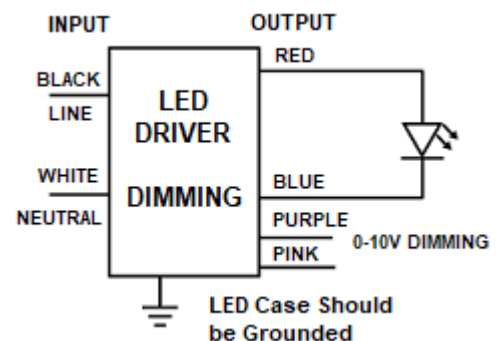 INPUT
OUTPUT
RED
BLACK
LINE
LED
DRIVER
WHITE
NEUTRAL
DIMMING
BLUE
PURPLE
0-10V DIMMING
PINK
LED Case Should
be Grounded